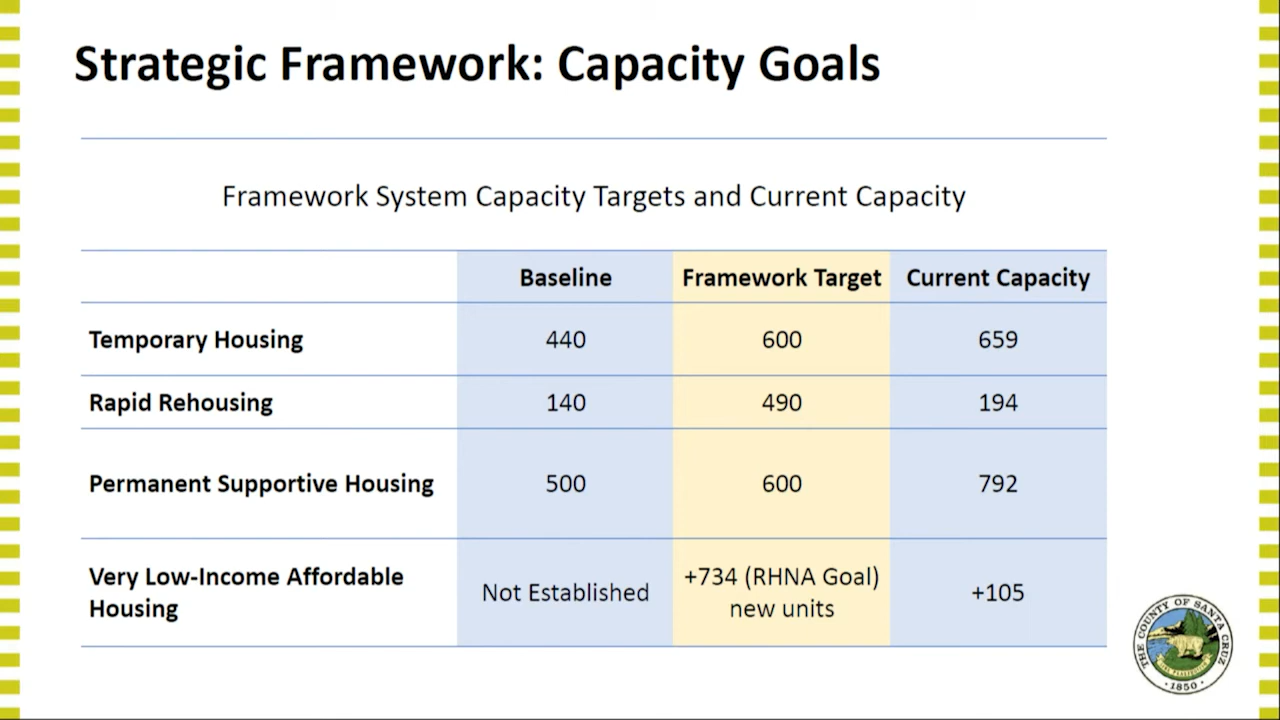 Strategic Framework: Capacity Goals
Framework System Capacity Targets and Current Capacity
Baseline Framework Target Current Capacity
Temporary Housing 440 600 659
Rapid Rehousing 140 490 194
Permanent Supportive Housing 500 600 792
Very Low-Income Affordable
Housing
Not Established
+734 (RHNA Goal)
new units
+105
THE COUNTY OF SANTA CRUZ
·1850·